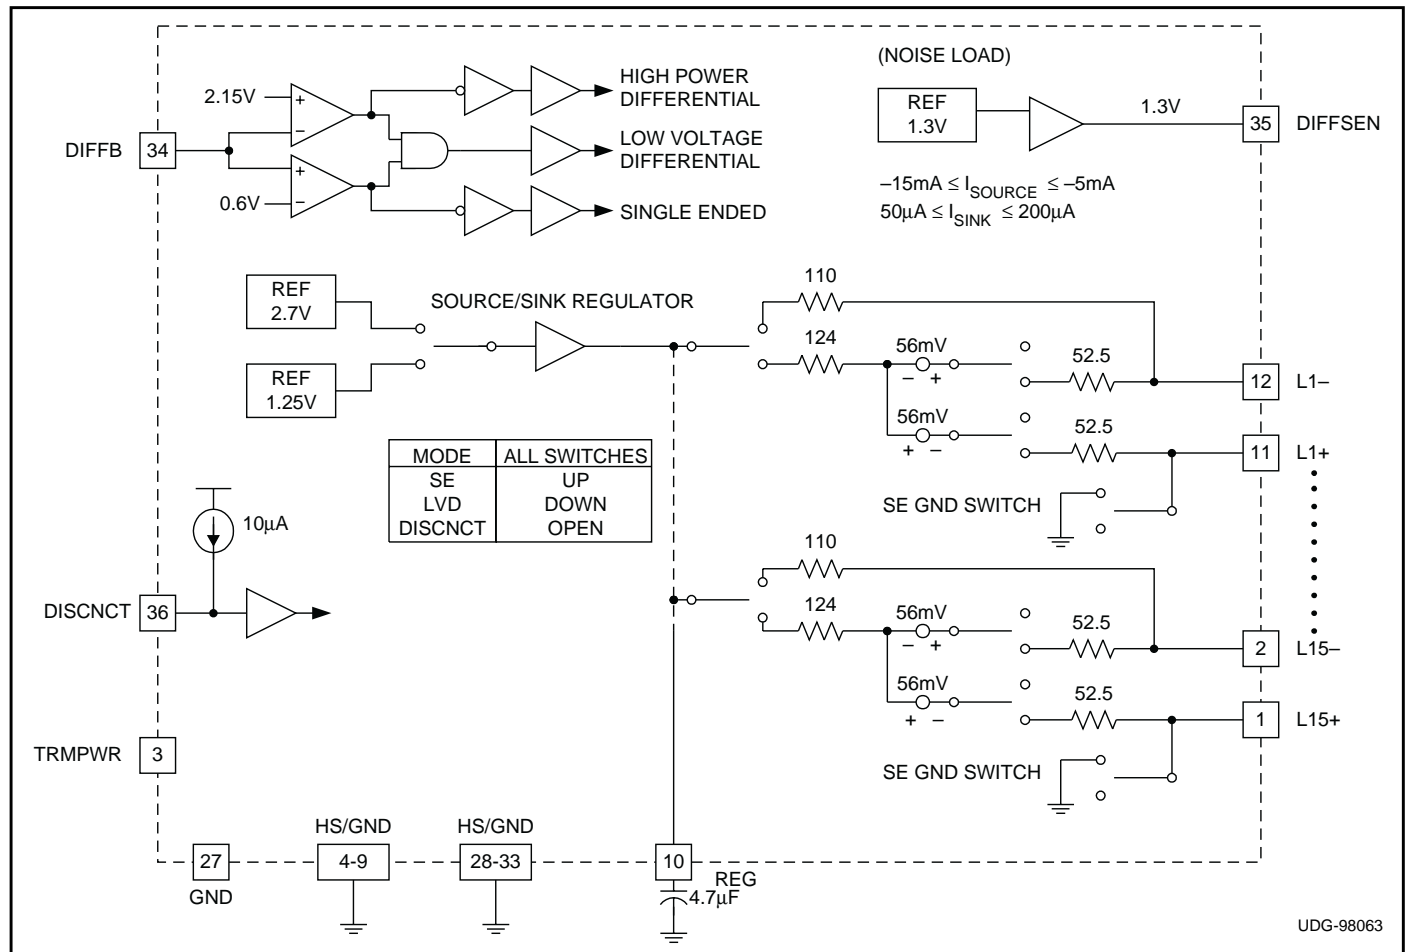 (NOISE LOAD)
2.15V
+
–
HIGH POWER
DIFFERENTIAL
REF
1.3V
1.3V
35
DIFFSEN
DIFFB
34
LOW VOLTAGE
DIFFERENTIAL
+
–
0.6V
SINGLE ENDED
–15mA ≤ ISOURCE ≤ –5mA
50μA ≤ ISINK ≤ 200μA
REF
2.7V
SOURCE/SINK REGULATOR
REF
1.25V
110
124
56mV
– +
52.5
12
L1–
56mV
+ –
52.5
11
L1+
SE GND SWITCH
MODE ALL SWITCHES
SE UP
LVD DOWN
DISCNCT OPEN
10μA
DISCNCT
36
110
124
56mV
– +
52.5
2
L15–
56mV
+ –
52.5
1
L15+
SE GND SWITCH
TRMPWR
3
27
GND
HS/GND
4-9
HS/GND
28-33
10
REG
4.7μF
UDG-98063